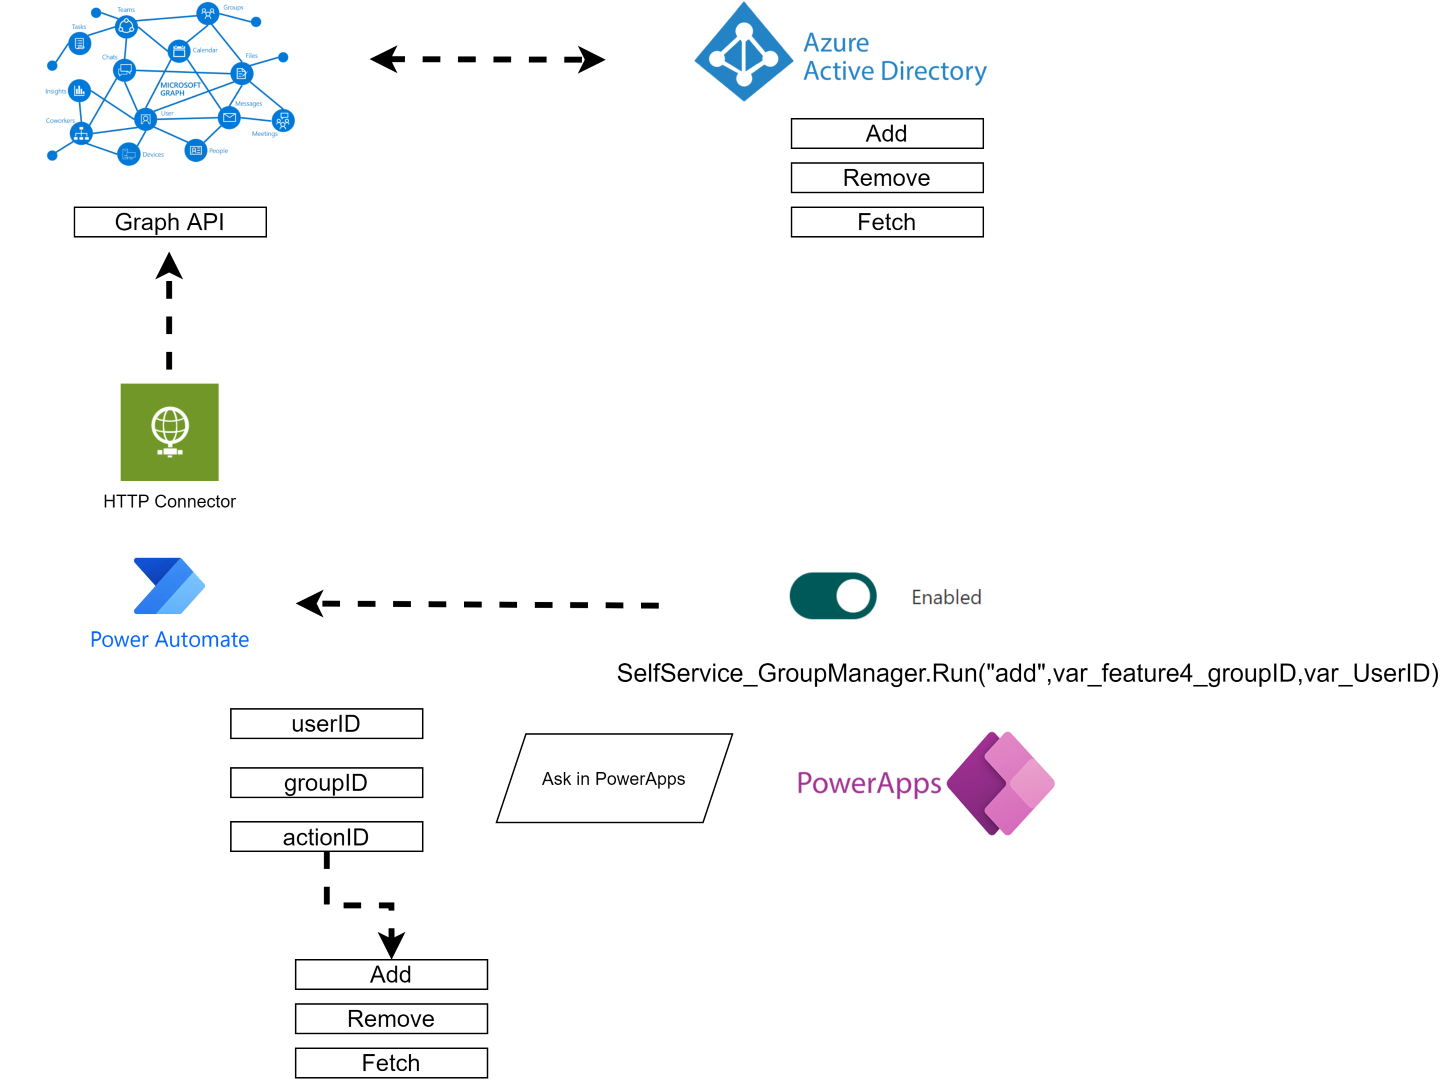 Teams
Groups
Tasks
Calendar
Chats
Files
MICROSOFT
GRAPH
Insights
Messages
User
Coworkers
Meetings
Devices
People
Azure
Active Directory
Add
Remove
Fetch
Graph API
HTTP Connector
Power Automate
Enabled
SelfService_GroupManager.Run("add",var_feature4_groupID,var_UserID)
userID
groupID
actionID
Ask in PowerApps
PowerApps
Add
Remove
Fetch